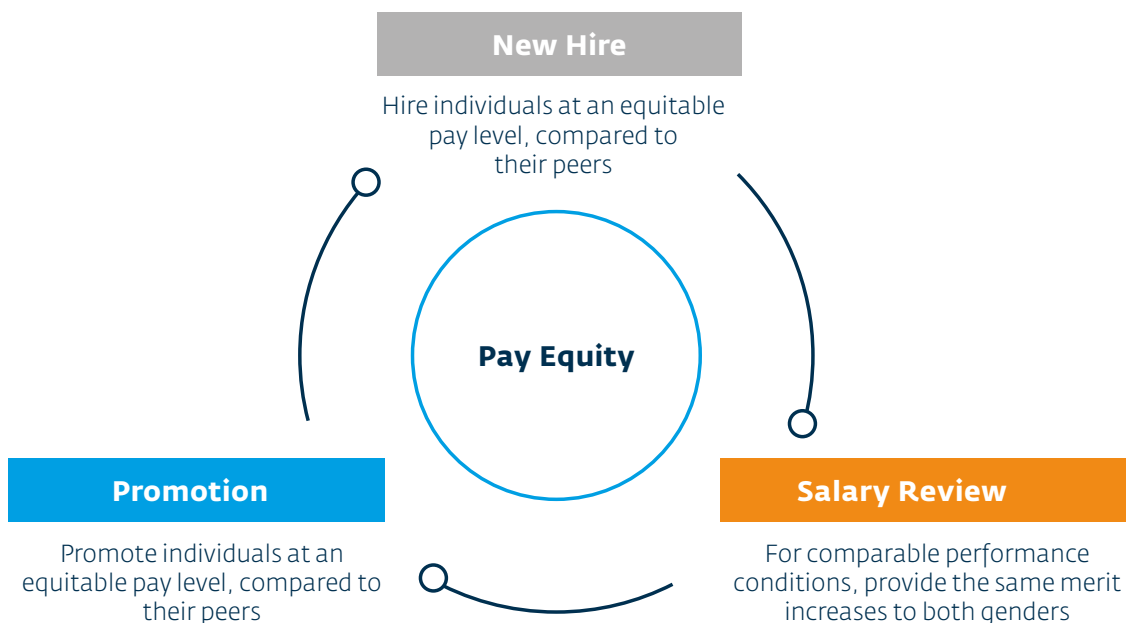 New Hire
Hire individuals at an equitable
pay level, compared to
their peers
Pay Equity
Promotion
Promote individuals at an
equitable pay level, compared to
their peers
Salary Review
For comparable performance
conditions, provide the same merit
increases to both genders